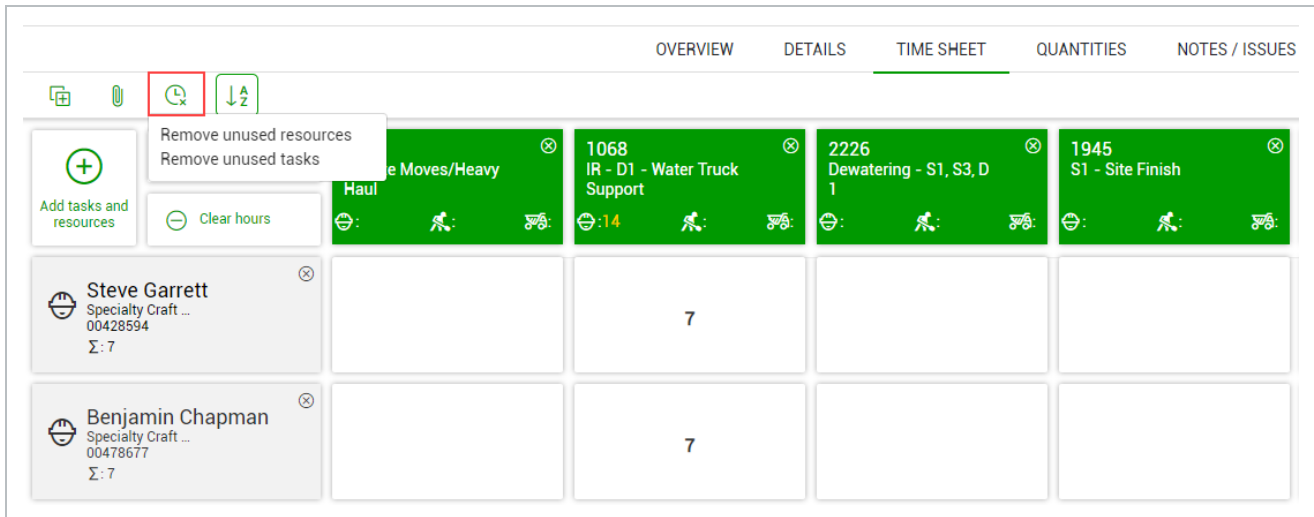 OVERVIEW DETAILS TIME SHEET QUANTITIES NOTES / ISSUES
A
Z
Remove unused resources
Remove unused tasks
Add tasks and
resources
Clear hours
Moves/Heavy
Haul
: : :
1068
IR - D1 - Water Truck
Support
:14 : :
2226
Dewatering - S1, S3, D
1
: : :
1945
S1 - Site Finish
: : :
Steve Garrett
Specialty Craft ...
00428594
Σ: 7
7
Benjamin Chapman
Specialty Craft ...
00478677
Σ: 7
7